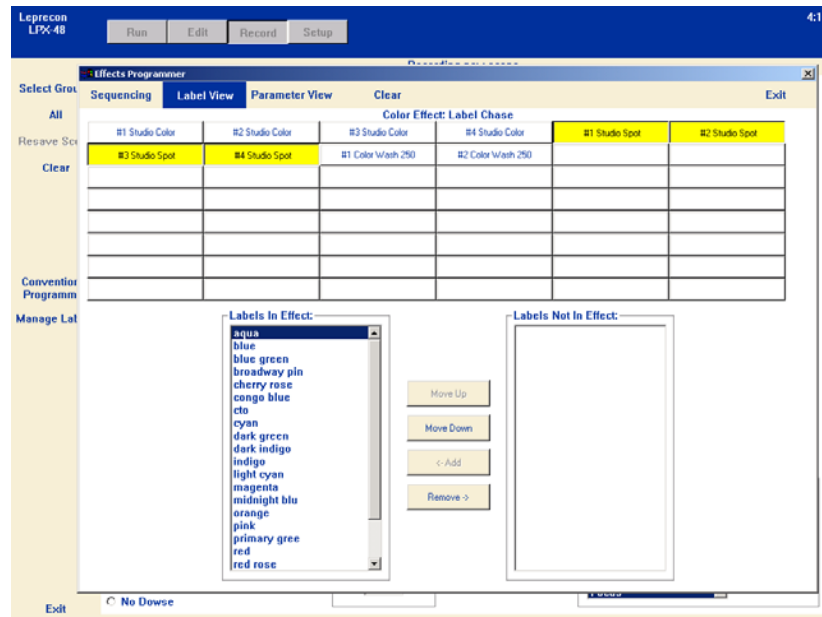 Leprecon
LPX-48
Run Edit Record Setup
4:1
Effects Programmer
Select Grou
Sequencing Label View Parameter View Clear Exit
All
Color Effect: Label Chase
#1 Studio Color #2 Studio Color #3 Studio Color #4 Studio Color #1 Studio Spot #2 Studio Spot
Resave Sce
#3 Studio Spot #4 Studio Spot #1 Color Wash 250 #2 Color Wash 250
Clear
Convention
Programm
Manage Lab
Labels In Effect:
Labels Not In Effect:
aqua
blue
blue green
broadway pin
cherry rose
congo blue
cto
cyan
dark green
dark indigo
indigo
light cyan
magenta
midnight blu
orange
pink
primary gree
red
red rose
Move Up
Move Down
<- Add
Remove ->
No Dowse
Exit